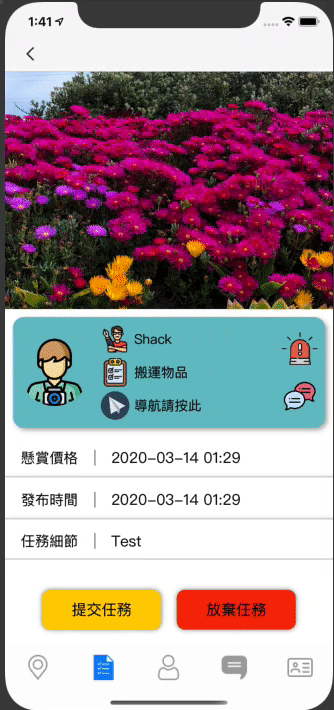 1:41
Shack
搬運物品
導航請按此
懸賞價格 | 2020-03-14 01:29
發布時間 | 2020-03-14 01:29
任務細節 | Test
提交任務 放棄任務